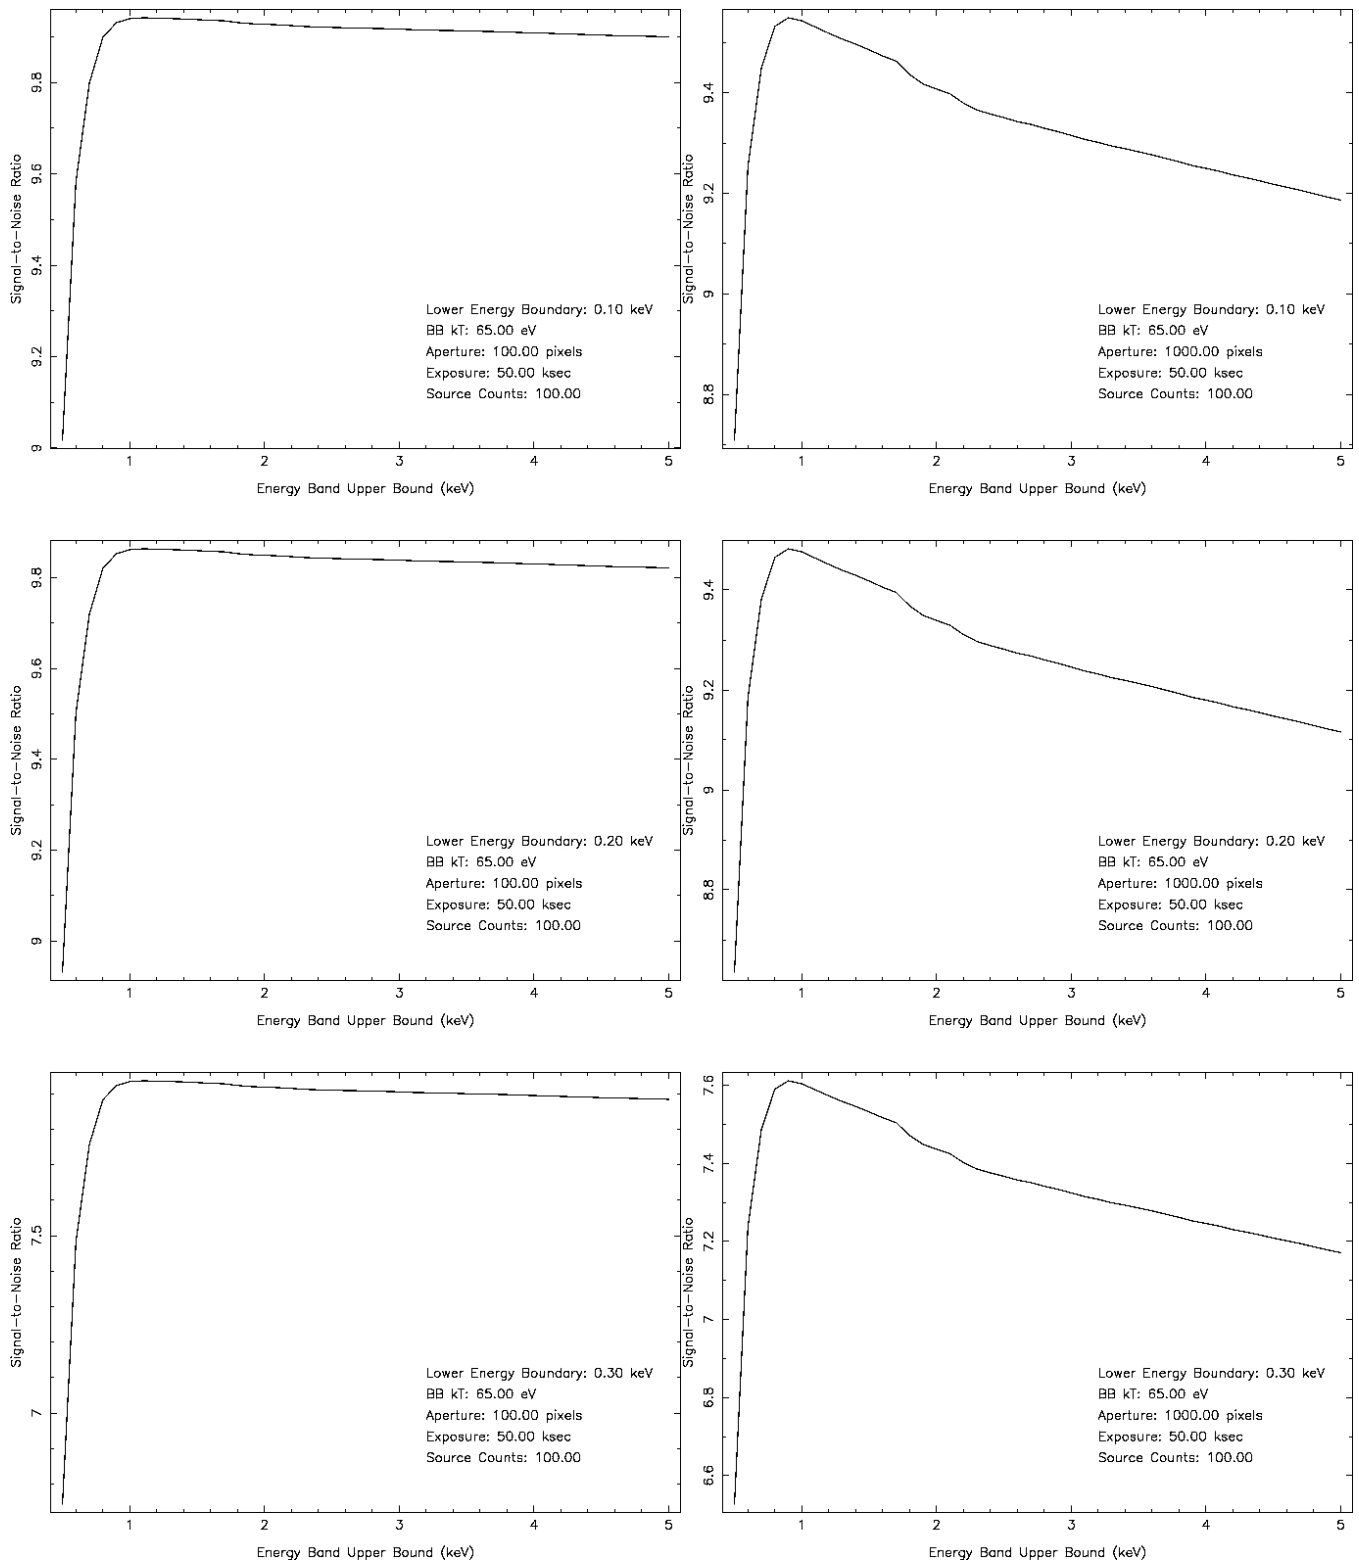 Signal-to-Noise Ratio
9.8
9.6
9.4
9.2
9
Lower Energy Boundary: 0.10 keV
BB kT: 65.00 eV
Aperture: 100.00 pixels
Exposure: 50.00 ksec
Source Counts: 100.00
1 2 3 4 5
Energy Band Upper Bound (keV)
Signal-to-Noise Ratio
9.4
9.2
9
8.8
Lower Energy Boundary: 0.10 keV
BB kT: 65.00 eV
Aperture: 1000.00 pixels
Exposure: 50.00 ksec
Source Counts: 100.00
1 2 3 4 5
Energy Band Upper Bound (keV)
Signal-to-Noise Ratio
9.8
9.6
9.4
9.2
9
Lower Energy Boundary: 0.20 keV
BB kT: 65.00 eV
Aperture: 100.00 pixels
Exposure: 50.00 ksec
Source Counts: 100.00
1 2 3 4 5
Energy Band Upper Bound (keV)
Signal-to-Noise Ratio
9.4
9.2
9
8.8
Lower Energy Boundary: 0.20 keV
BB kT: 65.00 eV
Aperture: 1000.00 pixels
Exposure: 50.00 ksec
Source Counts: 100.00
1 2 3 4 5
Energy Band Upper Bound (keV)
Signal-to-Noise Ratio
7.5
7
Lower Energy Boundary: 0.30 keV
BB kT: 65.00 eV
Aperture: 100.00 pixels
Exposure: 50.00 ksec
Source Counts: 100.00
1 2 3 4 5
Energy Band Upper Bound (keV)
Signal-to-Noise Ratio
7.6
7.4
7.2
7
6.8
6.6
Lower Energy Boundary: 0.30 keV
BB kT: 65.00 eV
Aperture: 1000.00 pixels
Exposure: 50.00 ksec
Source Counts: 100.00
1 2 3 4 5
Energy Band Upper Bound (keV)